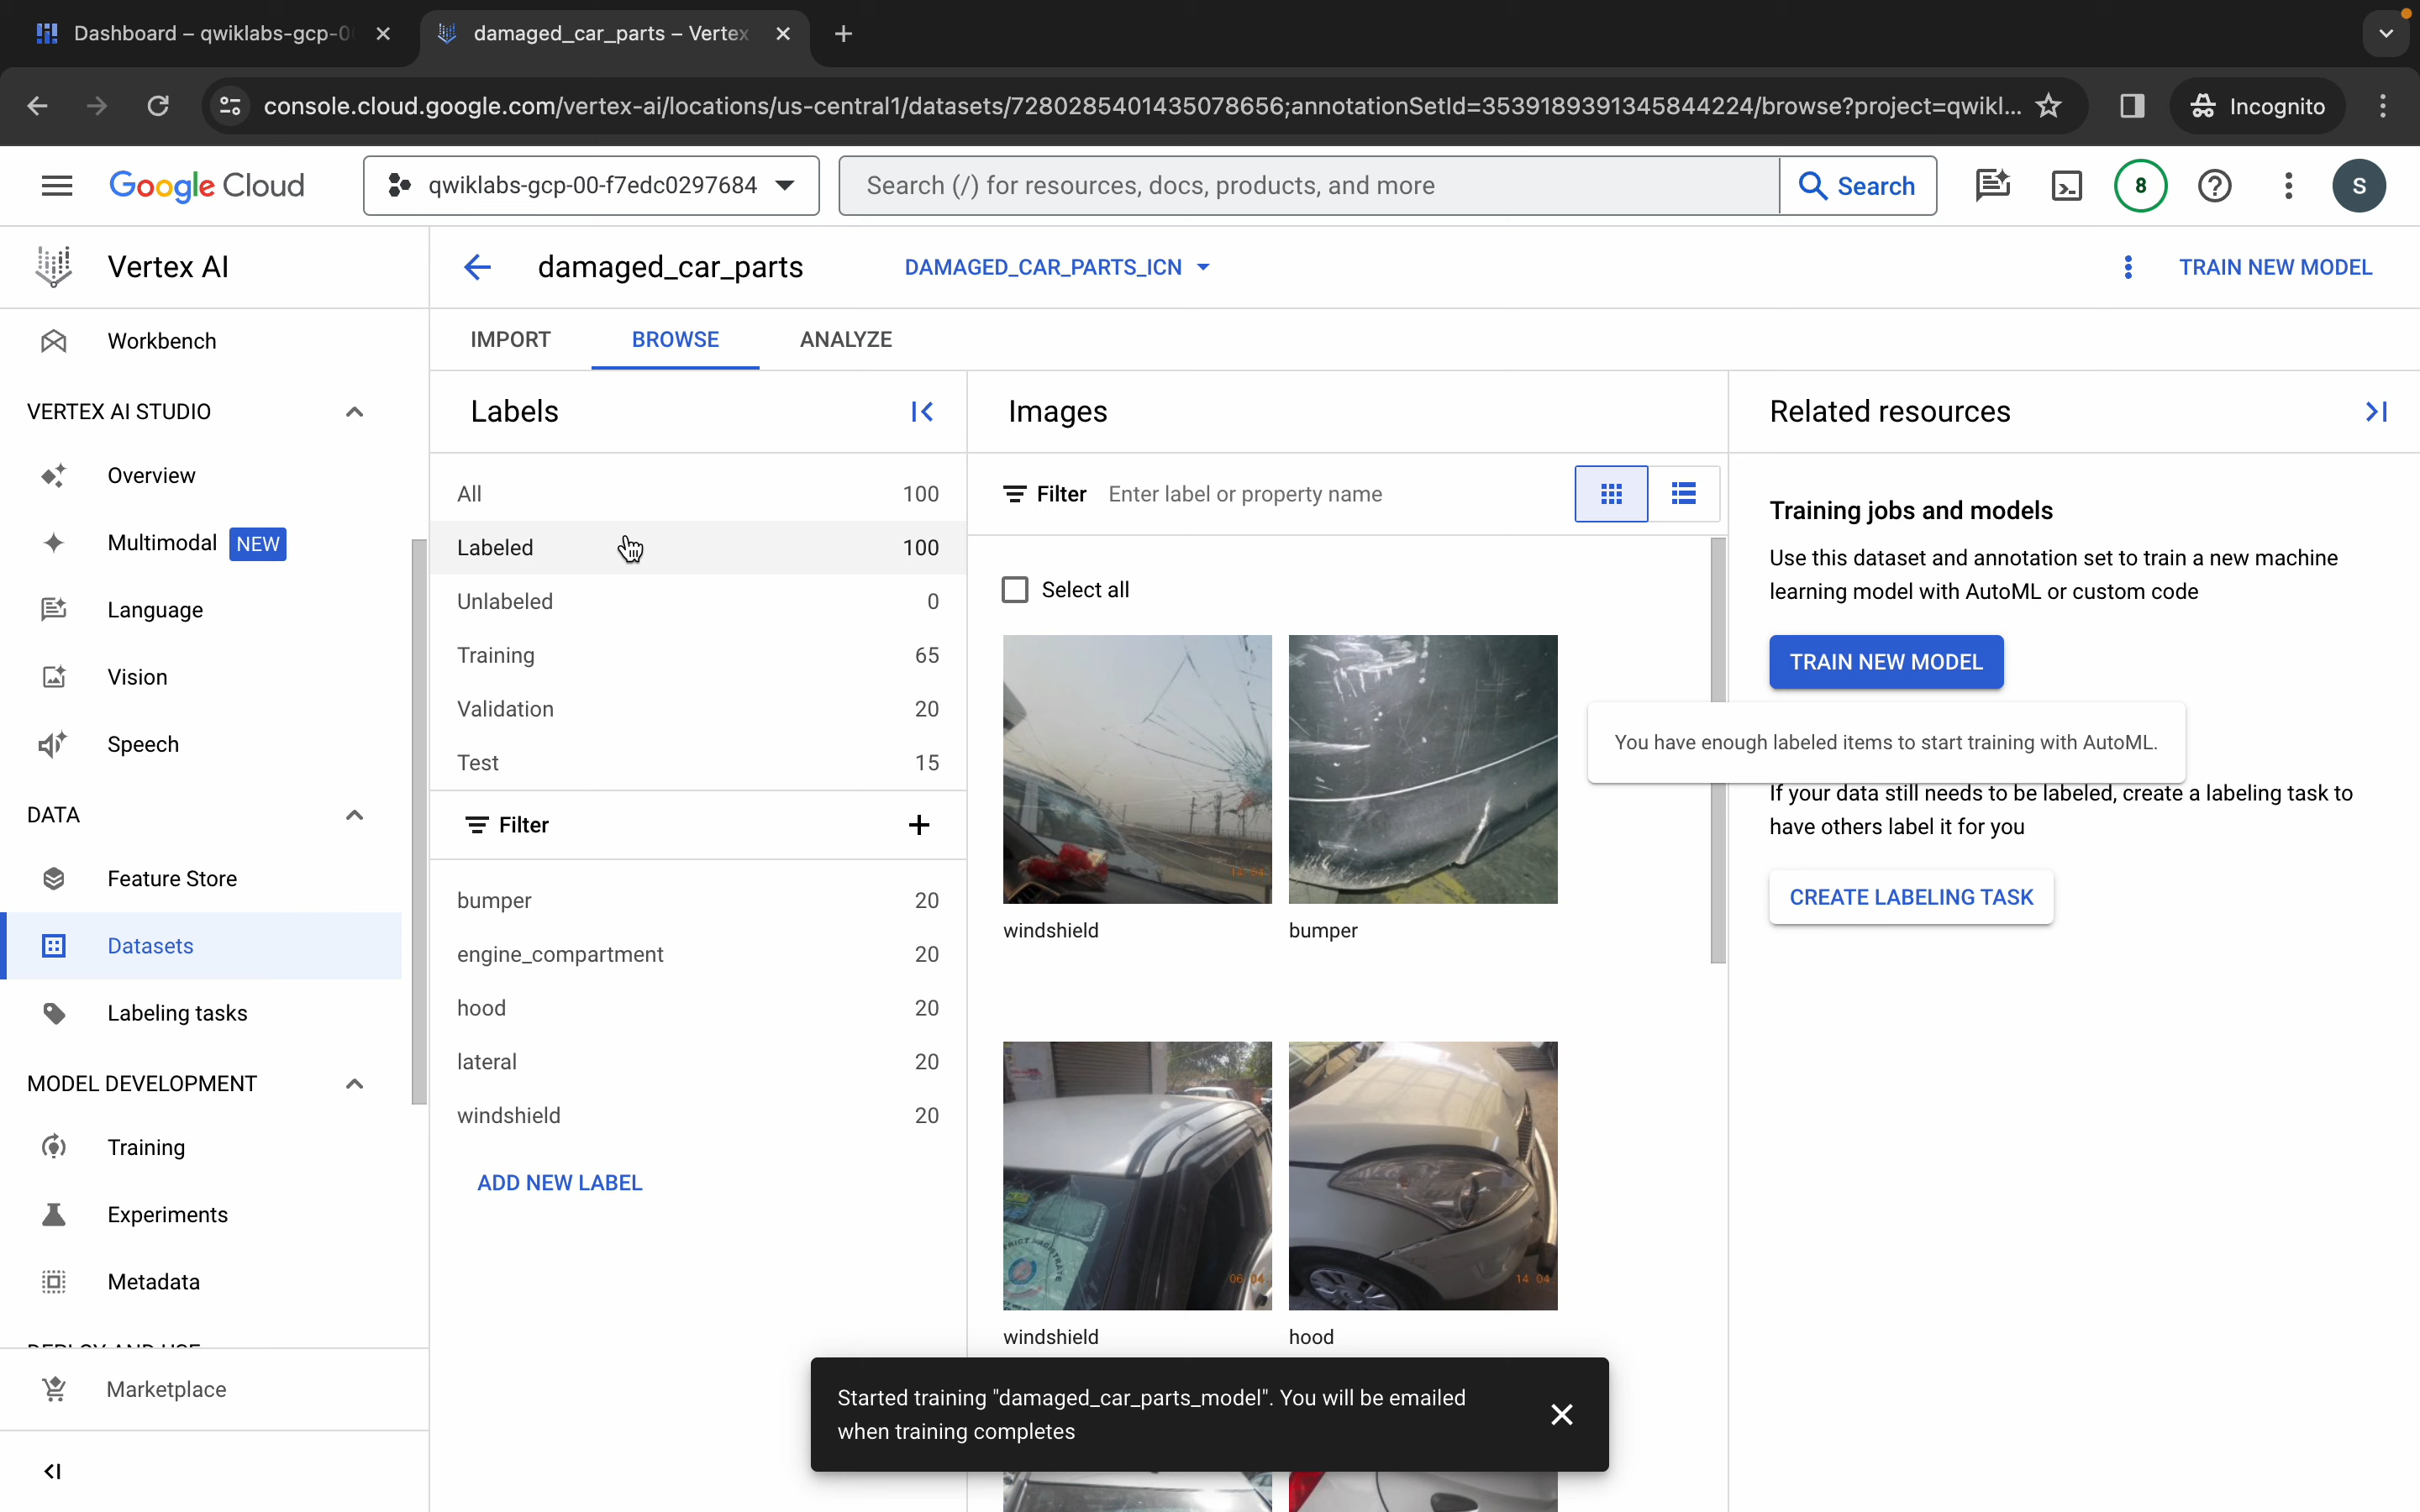 Dashboard – qwiklabs-gcp-0
damaged_car_parts – Vertex
console.cloud.google.com/vertex-ai/locations/us-central1/datasets/7280285401435078656;annotationSetId=3539189391345844224/browse?project=qwikl...
Incognito
Google Cloud
qwiklabs-gcp-00-f7edc0297684
Search (/) for resources, docs, products, and more
Search
8
S
Vertex AI
damaged_car_parts
DAMAGED_CAR_PARTS_ICN
TRAIN NEW MODEL
Workbench
VERTEX AI STUDIO
Overview
Multimodal NEW
Language
Vision
Speech
DATA
Feature Store
Datasets
Labeling tasks
MODEL DEVELOPMENT
Training
Experiments
Metadata
DEPLOY AND USE
Marketplace
IMPORT
BROWSE
ANALYZE
Labels
All 100
Labeled 100
Unlabeled 0
Training 65
Validation 20
Test 15
Filter
bumper 20
engine_compartment 20
hood 20
lateral 20
windshield 20
ADD NEW LABEL
Images
Filter Enter label or property name
Select all
14 04
windshield
bumper
06 04
14 04
windshield
hood
Related resources
Training jobs and models
Use this dataset and annotation set to train a new machine
learning model with AutoML or custom code
TRAIN NEW MODEL
You have enough labeled items to start training with AutoML.
If your data still needs to be labeled, create a labeling task to
have others label it for you
CREATE LABELING TASK
Started training "damaged_car_parts_model". You will be emailed
when training completes